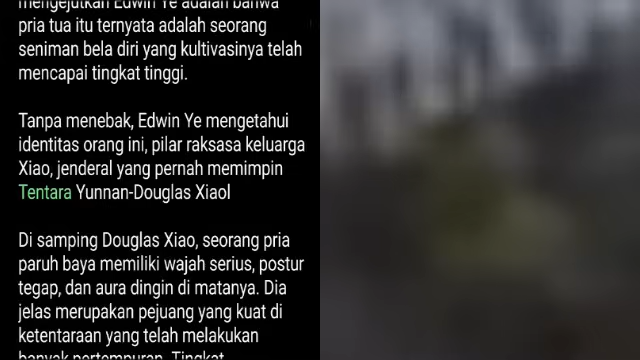 mengejutkan Edwin Ye adalah bahwa
pria tua itu ternyata adalah seorang
seniman bela diri yang kultivasinya telah
mencapai tingkat tinggi.
Tanpa menebak, Edwin Ye mengetahui
identitas orang ini, pilar raksasa keluarga
Xiao, jenderal yang pernah memimpin
Tentara Yunnan-Douglas Xiaol
Di samping Douglas Xiao, seorang pria
paruh baya memiliki wajah serius, postur
tegap, dan aura dingin di matanya. Dia
jelas merupakan pejuang yang kuat di
ketentaraan yang telah melakukan
banyak pertempuran. Tingkat